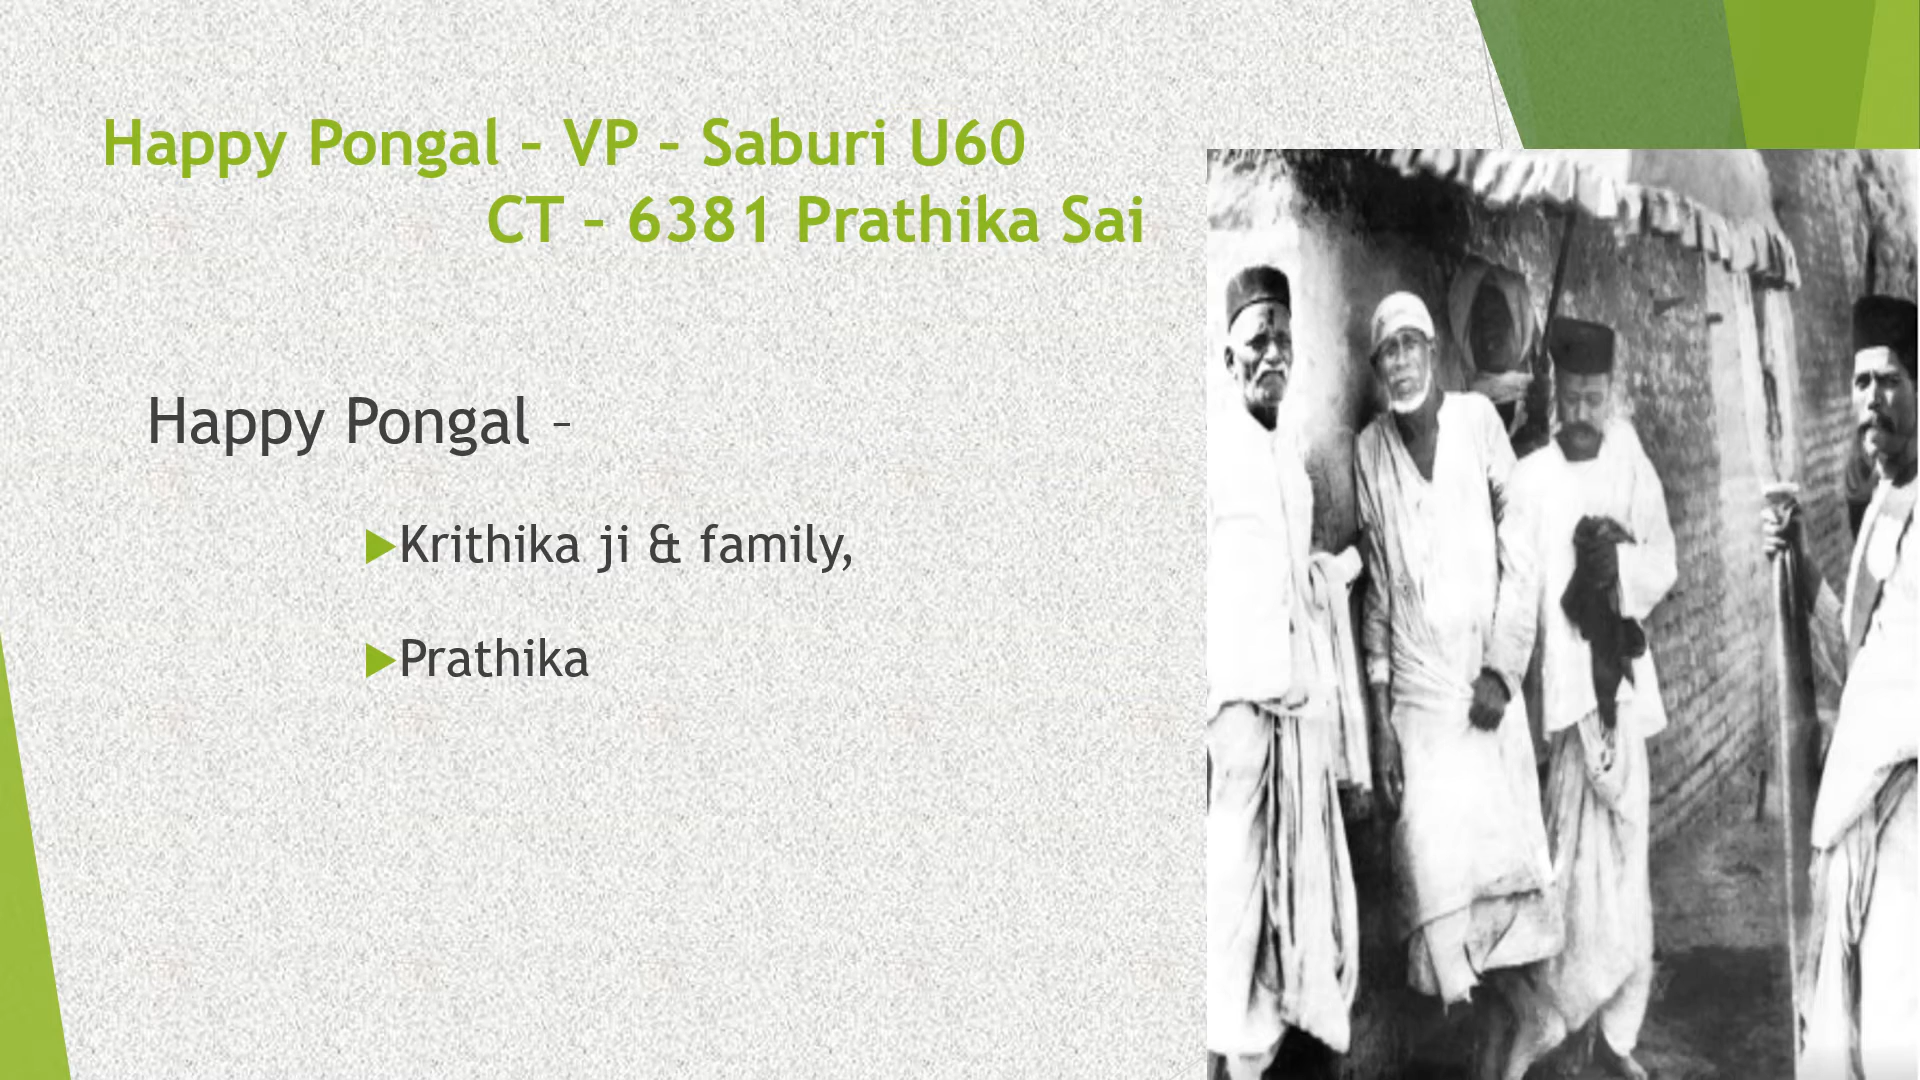 Happy Pongal – VP – Saburi U60
CT – 6381 Prathika Sai
Happy Pongal –
Krithika ji & family,
Prathika